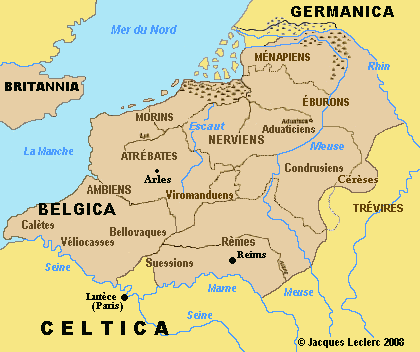 GERMANICA
Mer du Nord
MÉNAPIENS
Rhin
BRITANNIA
ÉBURONS
MORINS
Escaut
Aduatuca
Aduaticiens
NERVIENS
La Manche
Meuse
ATRÉBATES
Condrusiens
Arles
Cérèses
AMBIENS
Viromanduens
TRÉVIRES
BELGICA
Calètes
Bellovaques
Véliocasses
Rèmes
Reims
Seine
Suessions
Marne
Meuse
Lutèce
(Paris)
Seine
CELTICA
© Jacques Leclerc 2008